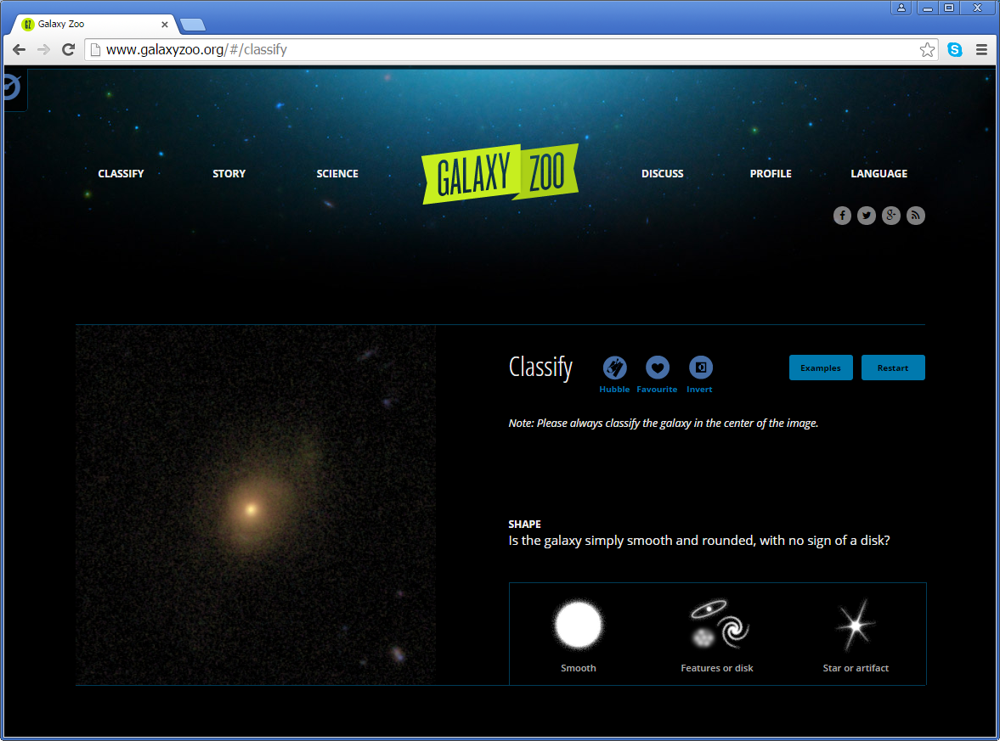 Galaxy Zoo
www.galaxyzoo.org/#/classify
CLASSIFY STORY SCIENCE GALAXY ZOO DISCUSS PROFILE LANGUAGE
Classify
Hubble Favourite Invert
Examples Restart
Note: Please always classify the galaxy in the center of the image.
SHAPE
Is the galaxy simply smooth and rounded, with no sign of a disk?
Smooth Features or disk Star or artifact